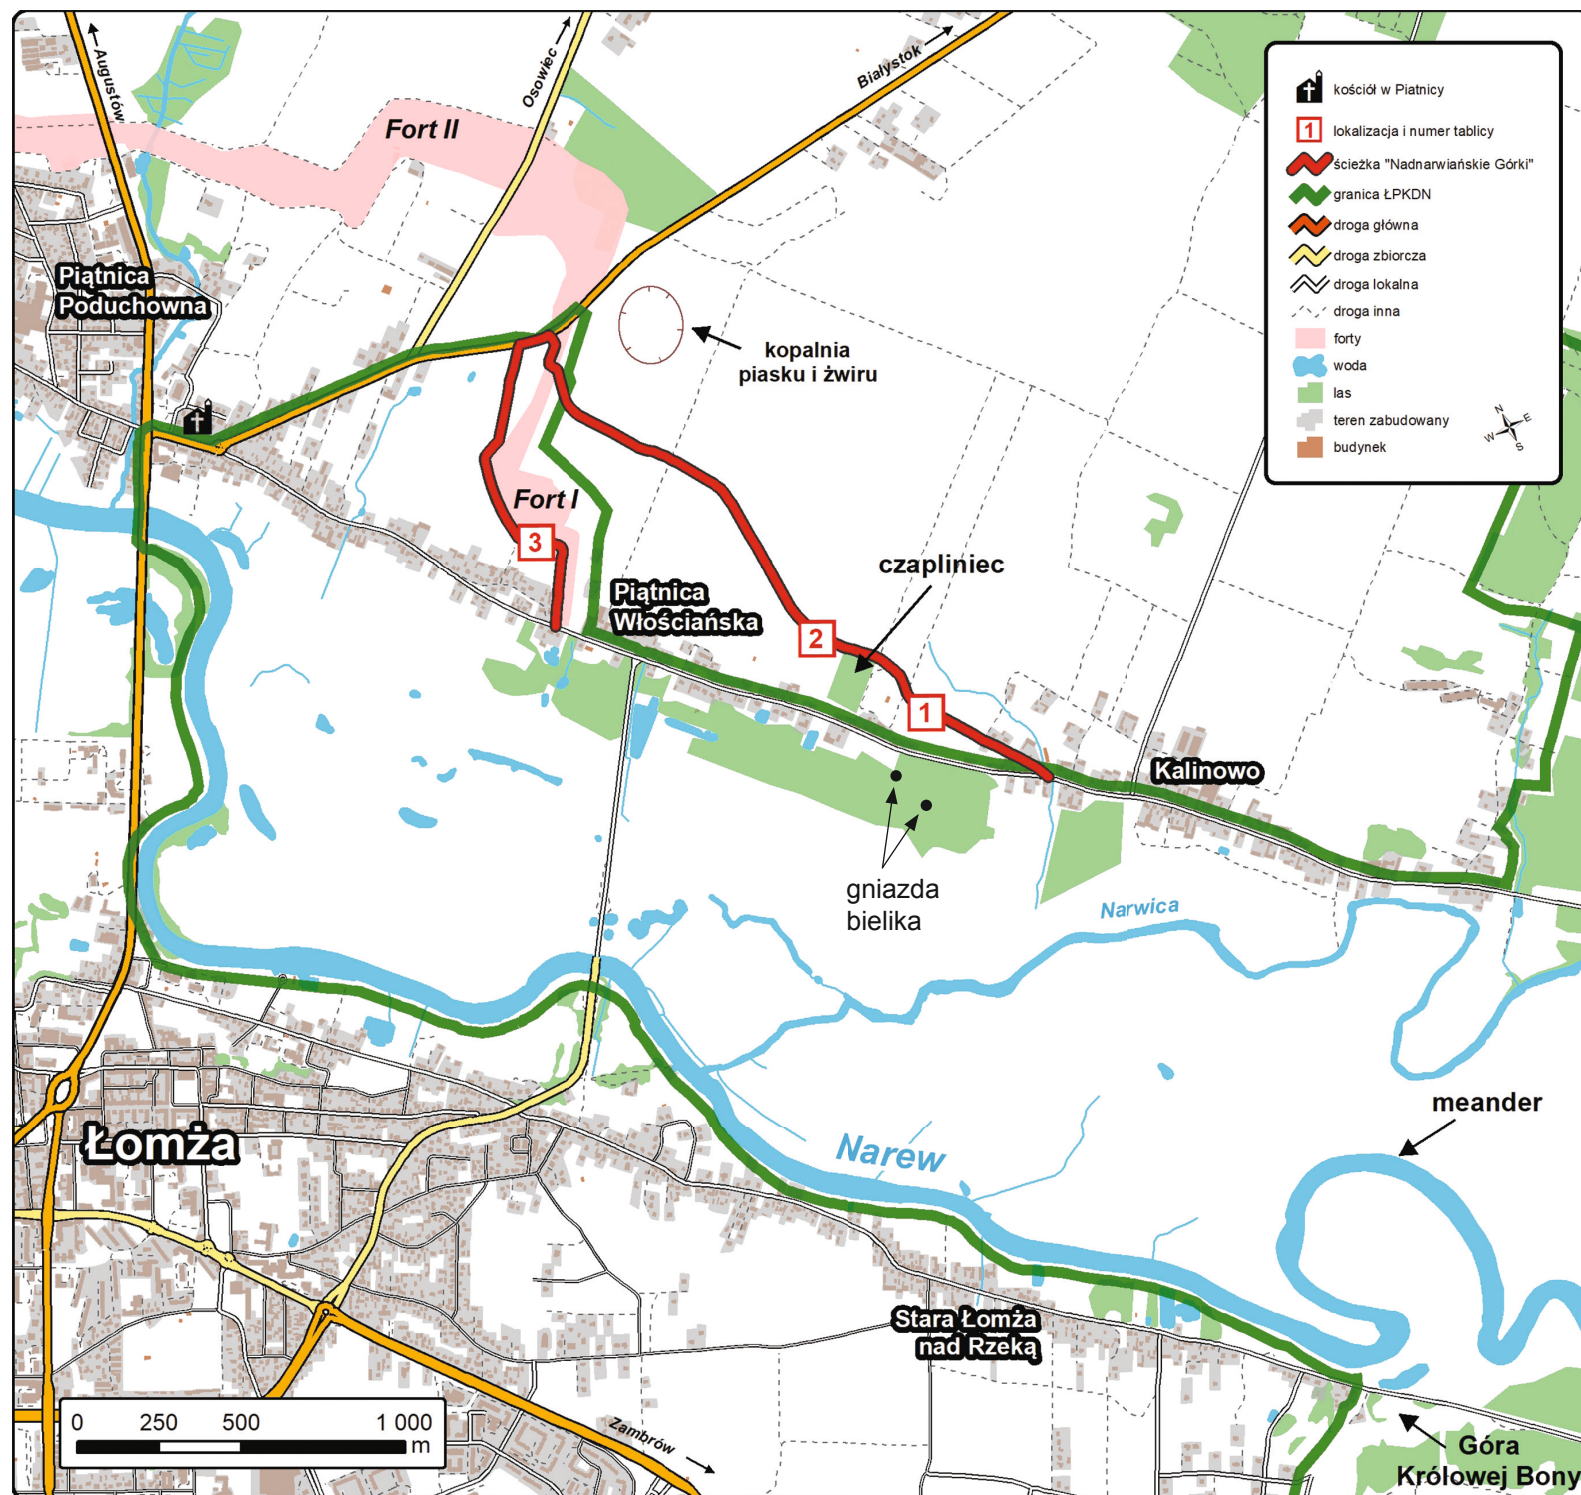 Augustów
Osowiec
Białystok
Fort II
kościół w Piatnicy
1
lokalizacja i numer tablicy
ścieżka "Nadnarwiańskie Górki"
granica ŁPKDN
droga główna
droga zbiorcza
droga lokalna
droga inna
forty
woda
las
teren zabudowany
budynek
N
E
W
S
Piątnica
Poduchowna
kopalnia
piasku i żwiru
Fort I
3
czapliniec
Piątnica
Włościańska
2
1
Kalinowo
gniazda
bielika
Narwica
meander
Łomża
Narew
Stara Łomża
nad Rzeką
0 250 500 1 000
m
Zambrów
Góra
Królowej Bony